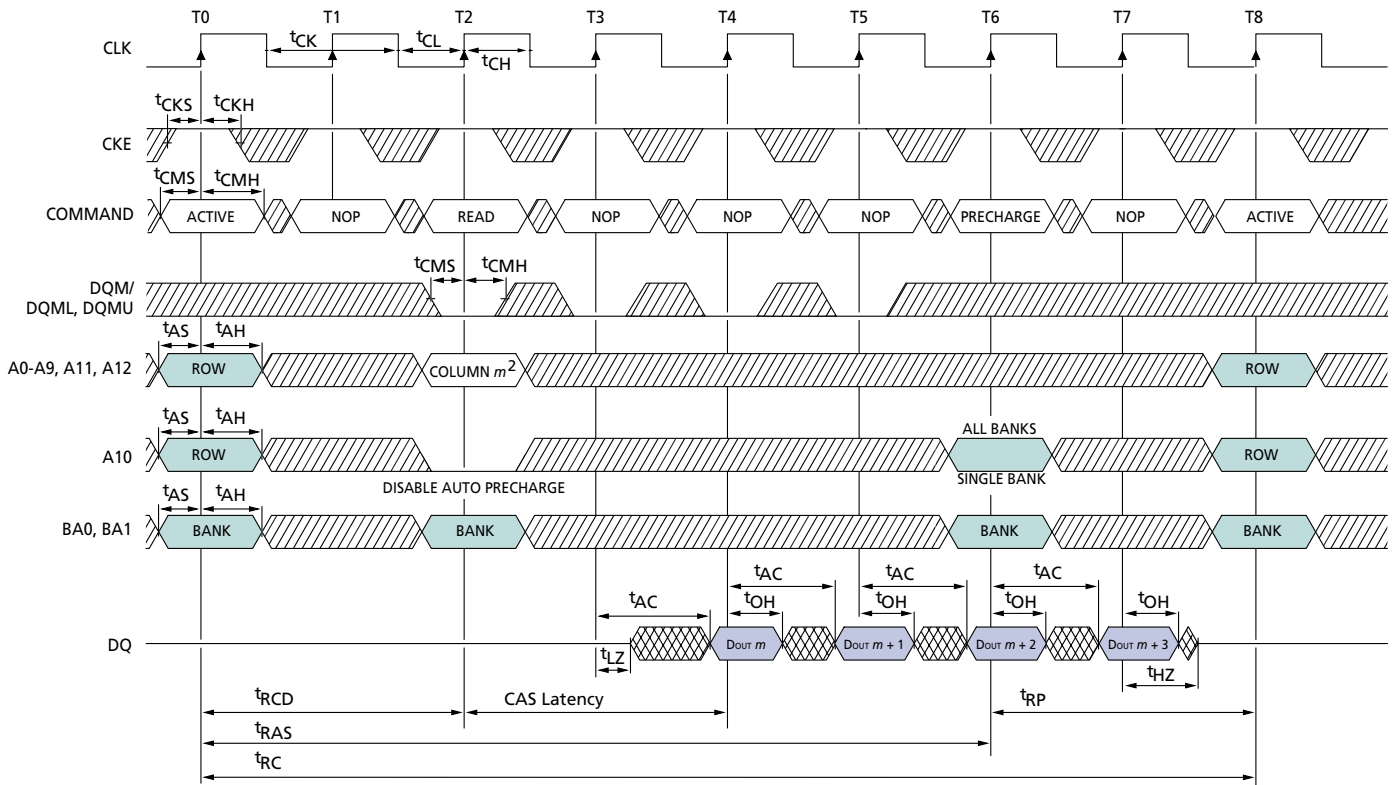 T0 T1 T2 T3 T4 T5 T6 T7 T8
CLK
tCK tCL
tCH
tCKS tCKH
CKE
tCMS tCMH
COMMAND ACTIVE NOP READ NOP NOP NOP PRECHARGE NOP ACTIVE
tCMS tCMH
DQM/
DQML, DQMU
tAS tAH
A0-A9, A11, A12 ROW COLUMN m2 ROW
tAS tAH
ALL BANKS
A10 ROW ROW
DISABLE AUTO PRECHARGE SINGLE BANK
tAS tAH
BA0, BA1 BANK BANK BANK BANK
tAC tAC tAC
tAC tOH tOH tOH tOH
DQ DOUT m DOUT m + 1 DOUT m + 2 DOUT m + 3
tLZ tHZ
tRCD CAS Latency tRP
tRAS
tRC